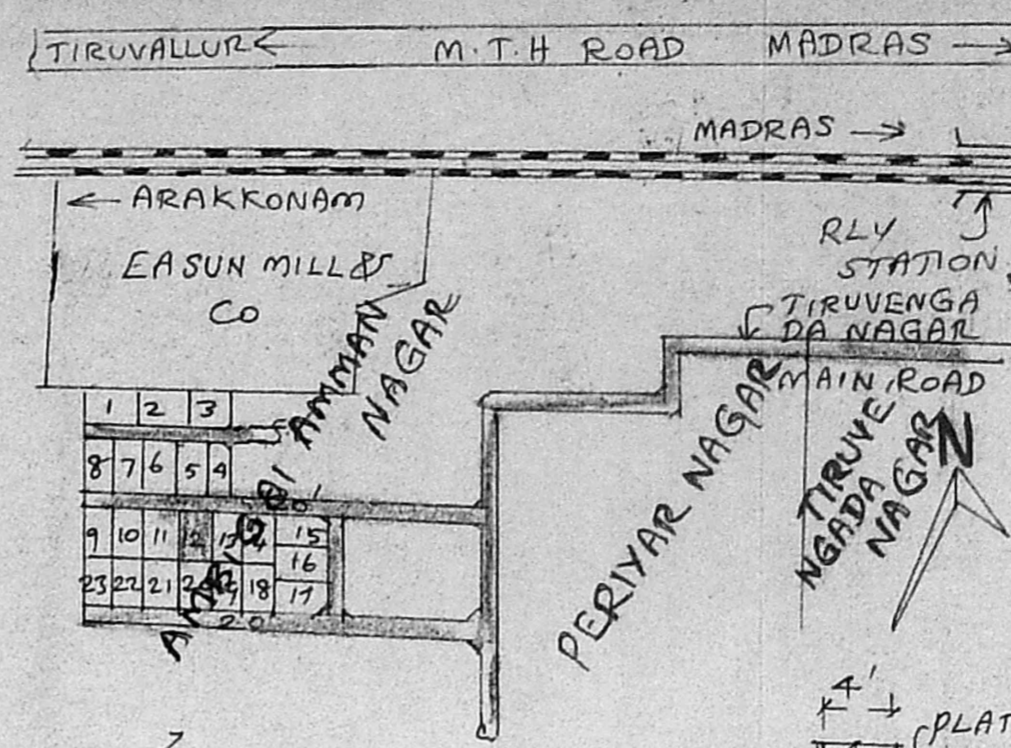 TIRUVALLUR ← M.T.H ROAD MADRAS →
MADRAS →
← ARAKKONAM
RLY
STATION
EASUN MILL &
CO
TIRUVENGA
DA NAGAR
MAIN ROAD
AMMAN
NAGAR
PERIYAR NAGAR
TIRUVE
NGADA
NAGAR
N
1 2 3
8 7 6 5 4
20'
9 10 11 12 13 14 15
16
23 22 21 18 17
20
4'
PLAT